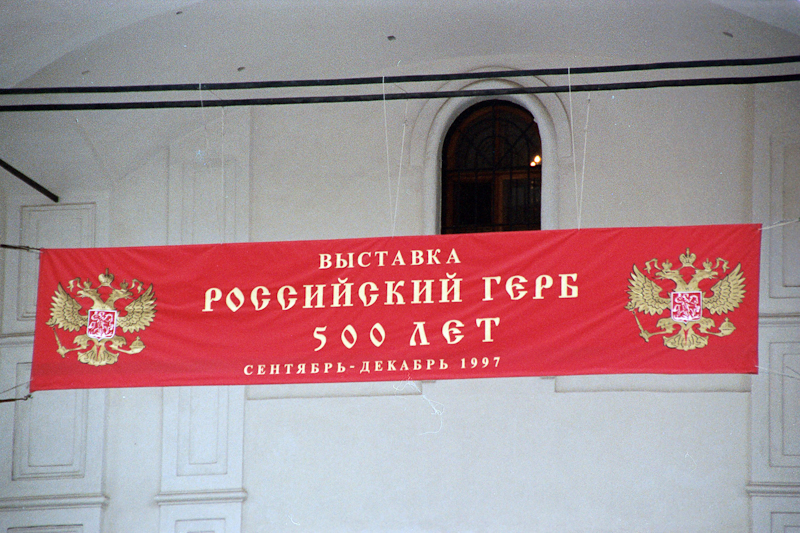 ВЫСТАВКА
РОССИЙСКИЙ ГЕРБ
500 ЛЕТ
СЕНТЯБРЬ-ДЕКАБРЬ 1997